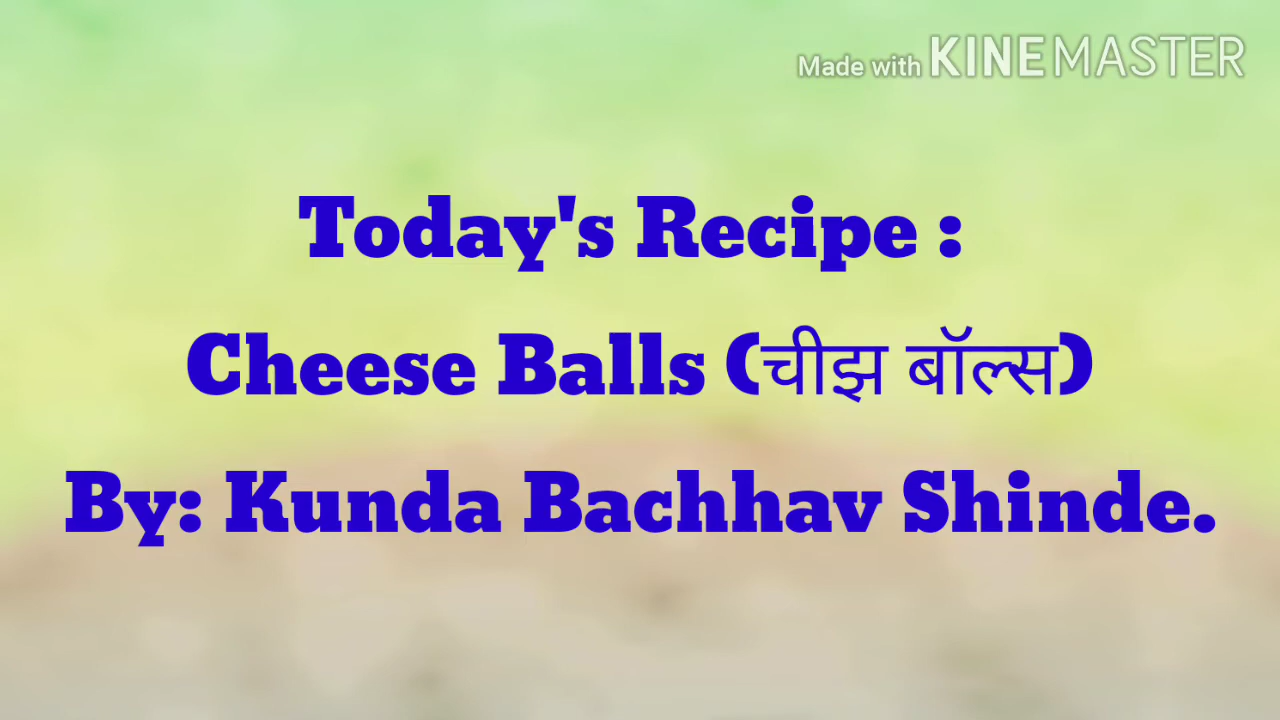 Made with KINEMASTER
Today's Recipe :
Cheese Balls (चीझ बॉल्स)
By: Kunda Bachhav Shinde.